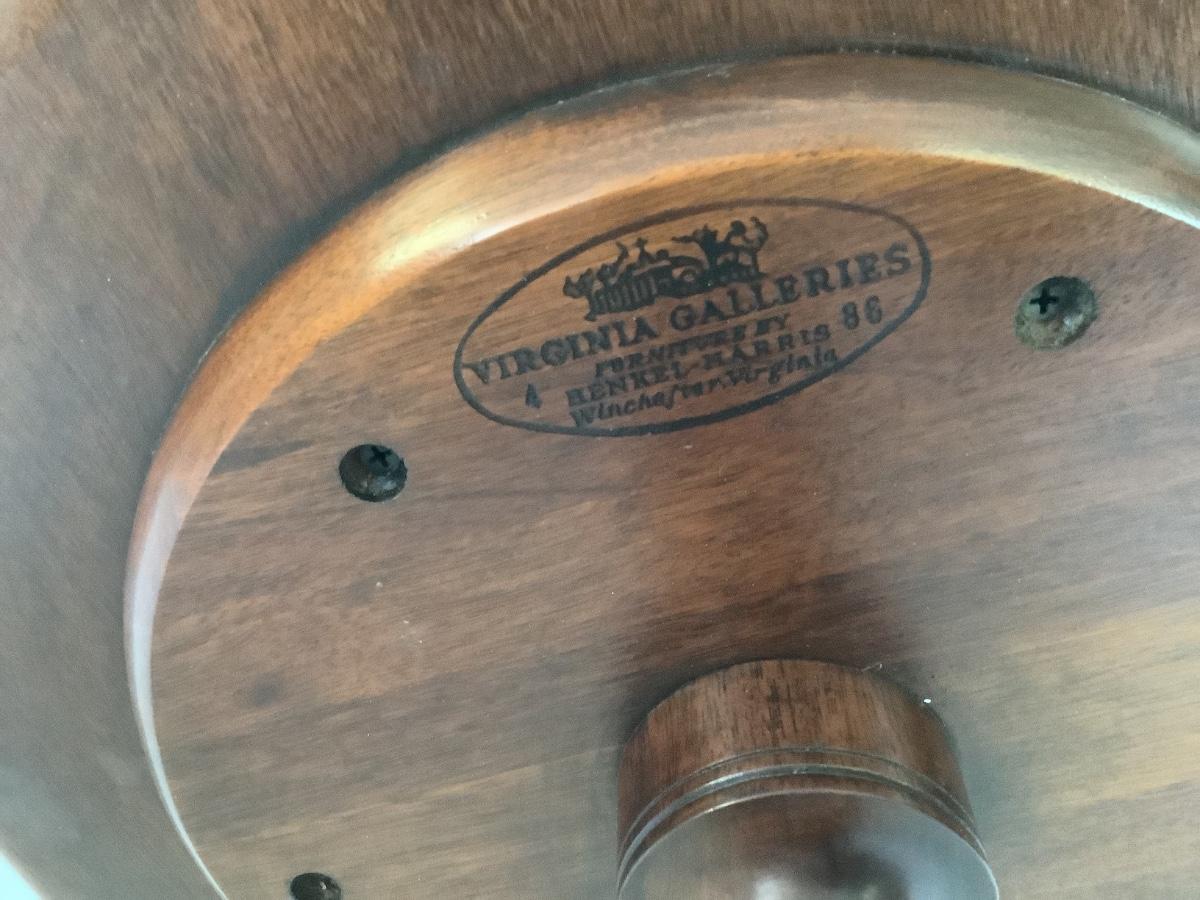 VIRGINIA GALLERIES
FURNITURE BY
4 HENKEL-HARRIS 86
Winchester, Virginia